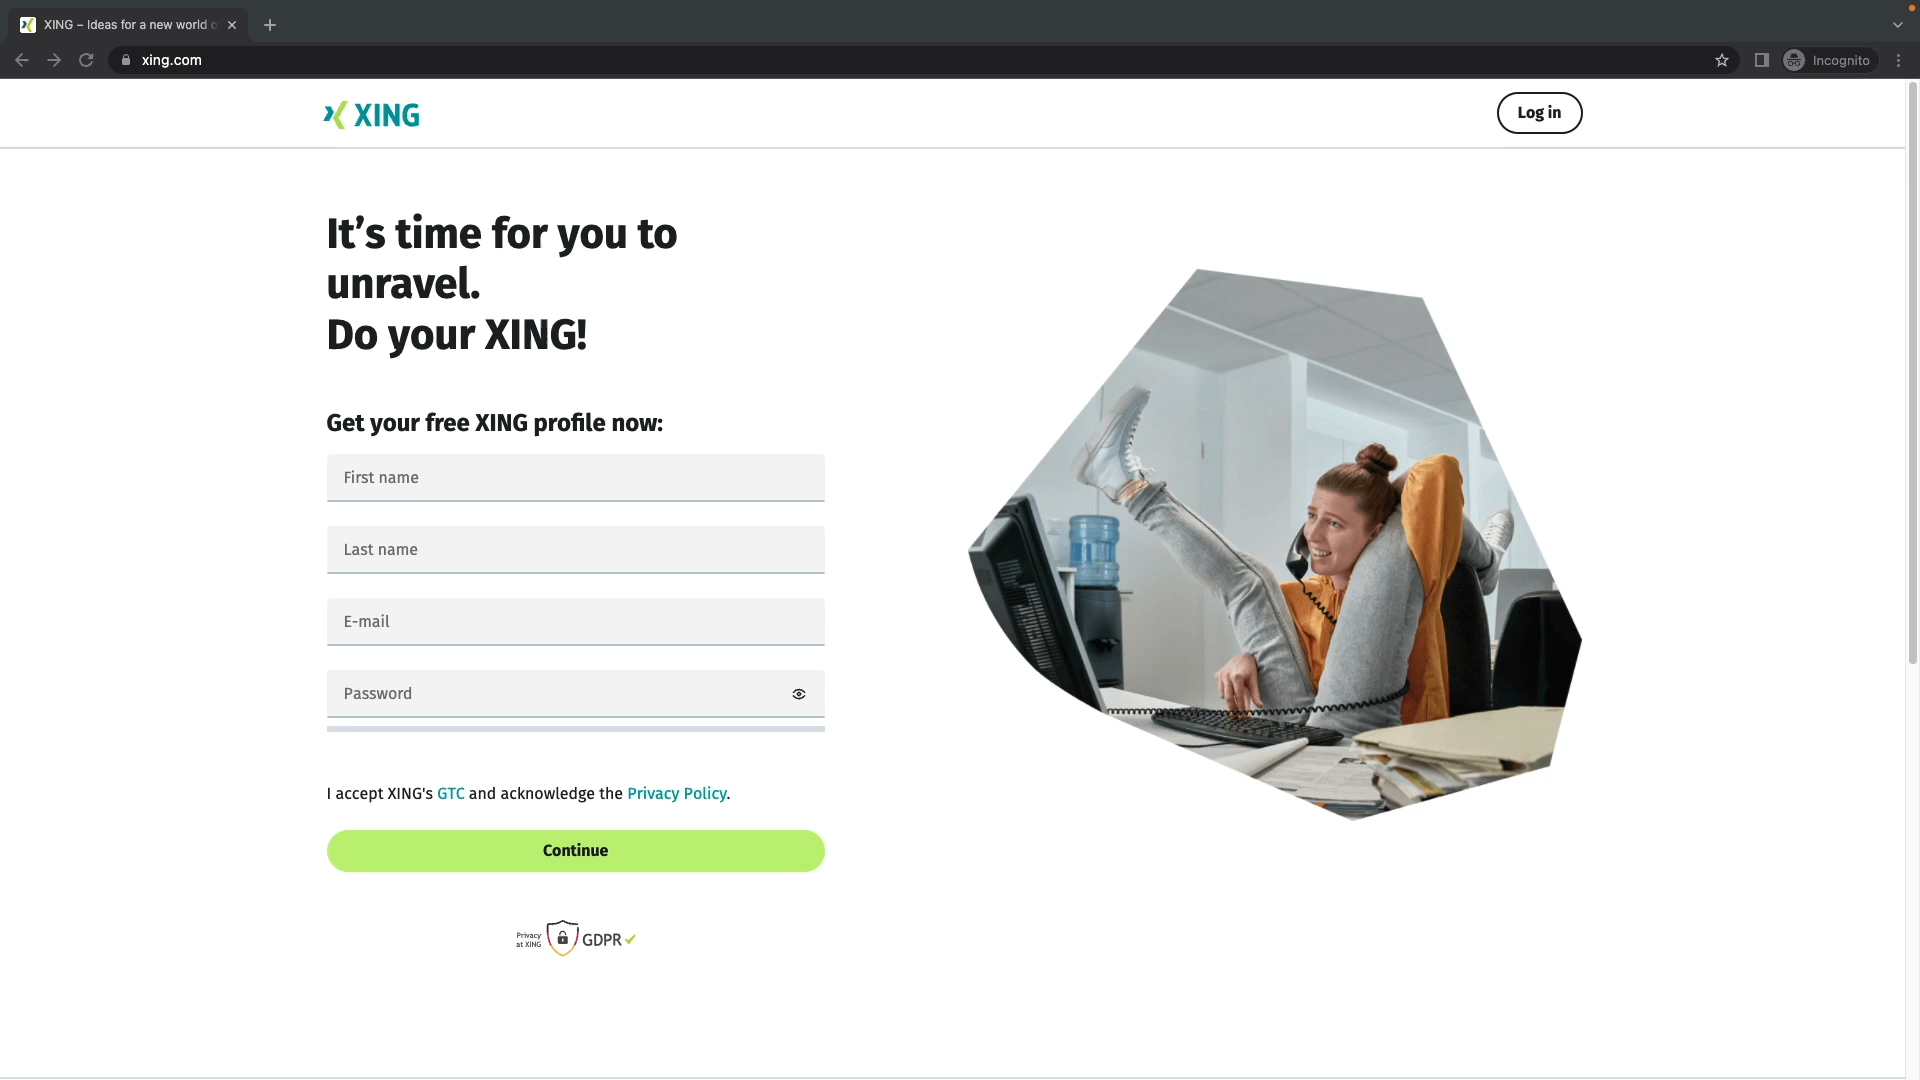 XING – Ideas for a new world o
xing.com
Incognito
XING
Log in
It’s time for you to
unravel.
Do your XING!
Get your free XING profile now:
First name
Last name
E-mail
Password
I accept XING's GTC and acknowledge the Privacy Policy.
Continue
Privacy
at XING
GDPR